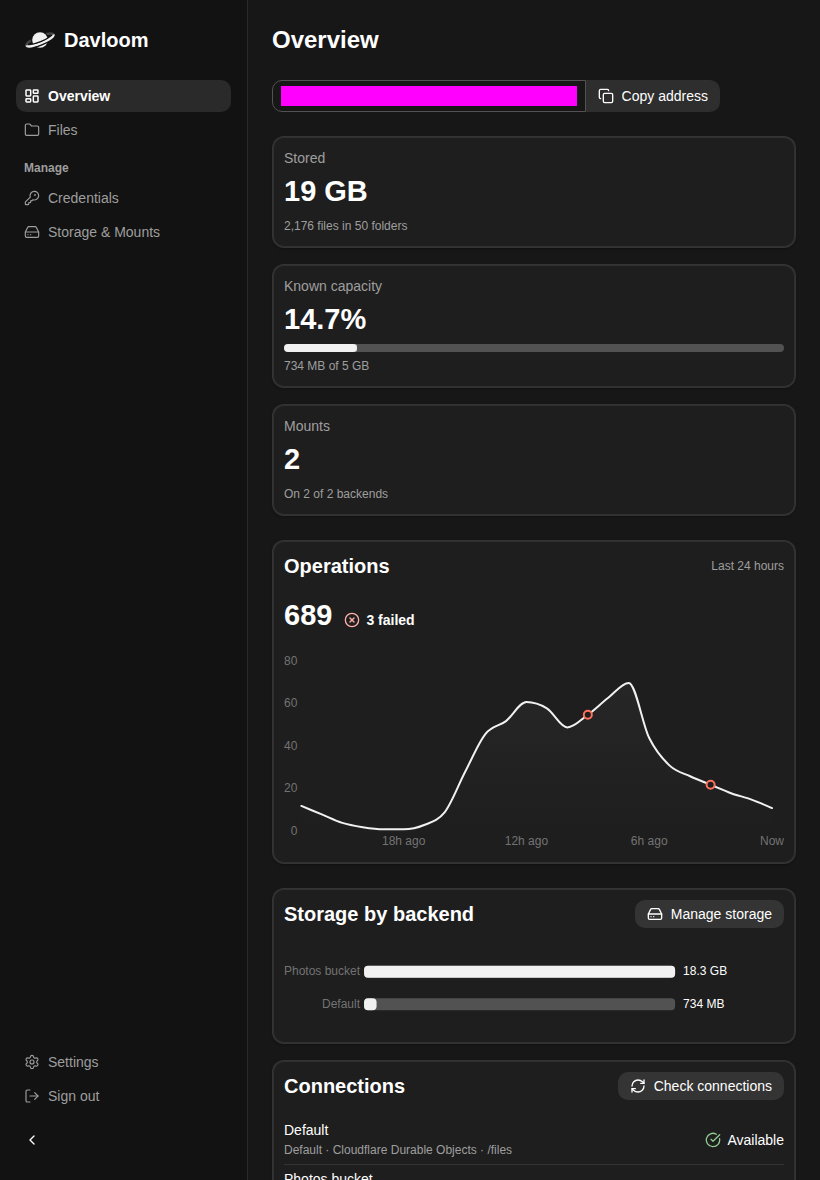 Davloom
Overview
Files
Manage
Credentials
Storage & Mounts
Settings
Sign out
Overview
Copy address
Stored
19 GB
2,176 files in 50 folders
Known capacity
14.7%
734 MB of 5 GB
Mounts
2
On 2 of 2 backends
Operations
Last 24 hours
689
3 failed
80
60
40
20
0
18h ago
12h ago
6h ago
Now
Storage by backend
Manage storage
Photos bucket
18.3 GB
Default
734 MB
Connections
Check connections
Default
Default · Cloudflare Durable Objects · /files
Available
Photos bucket